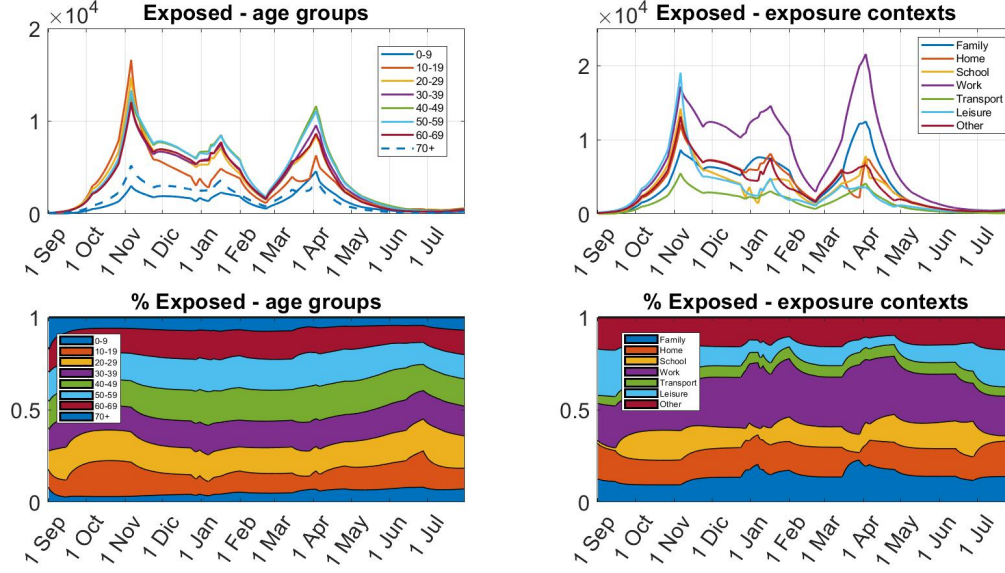 Exposed - age groups
×10⁴
2
1
0
1 Sep
1 Oct
1 Nov
1 Dic
1 Jan
1 Feb
1 Mar
1 Apr
1 May
1 Jun
1 Jul
0-9
10-19
20-29
30-39
40-49
50-59
60-69
70+
Exposed - exposure contexts
×10⁴
2
1
0
1 Sep
1 Oct
1 Nov
1 Dic
1 Jan
1 Feb
1 Mar
1 Apr
1 May
1 Jun
1 Jul
Family
Home
School
Work
Transport
Leisure
Other
% Exposed - age groups
1
0.5
0
1 Sep
1 Oct
1 Nov
1 Dic
1 Jan
1 Feb
1 Mar
1 Apr
1 May
1 Jun
1 Jul
0-9
10-19
20-29
30-39
40-49
50-59
60-69
70+
% Exposed - exposure contexts
1
0.5
0
1 Sep
1 Oct
1 Nov
1 Dic
1 Jan
1 Feb
1 Mar
1 Apr
1 May
1 Jun
1 Jul
Family
Home
School
Work
Transport
Leisure
Other